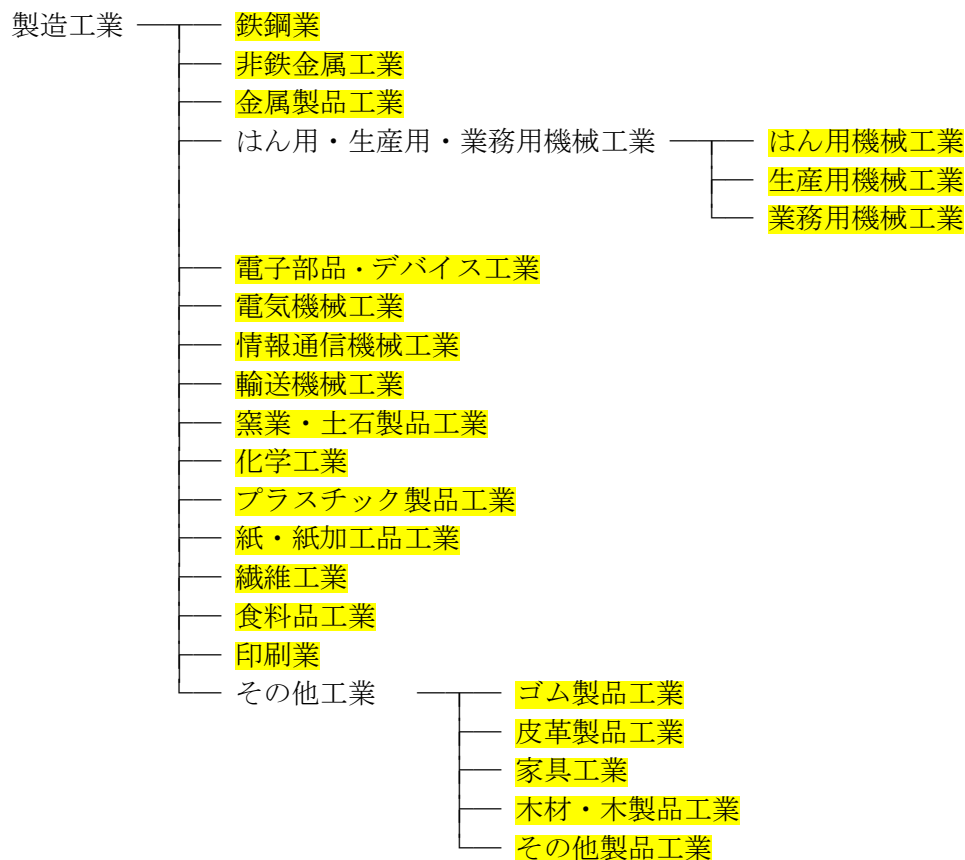 製造工業 鉄鋼業
非鉄金属工業
金属製品工業
はん用・生産用・業務用機械工業 はん用機械工業
生産用機械工業
業務用機械工業
電子部品・デバイス工業
電気機械工業
情報通信機械工業
輸送機械工業
窯業・土石製品工業
化学工業
プラスチック製品工業
紙・紙加工品工業
繊維工業
食料品工業
印刷業
その他工業 ゴム製品工業
皮革製品工業
家具工業
木材・木製品工業
その他製品工業